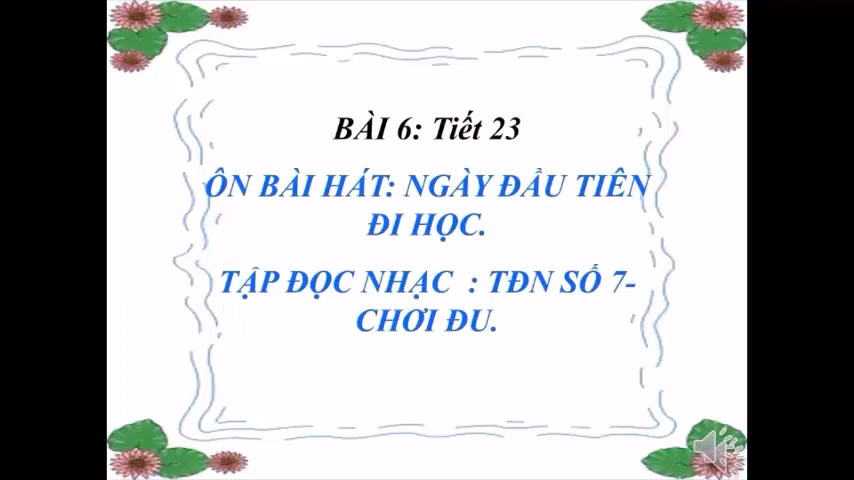 BÀI 6: Tiết 23
ÔN BÀI HÁT: NGÀY ĐẦU TIÊN
ĐI HỌC.
TẬP ĐỌC NHẠC : TĐN SỐ 7-
CHƠI ĐU.